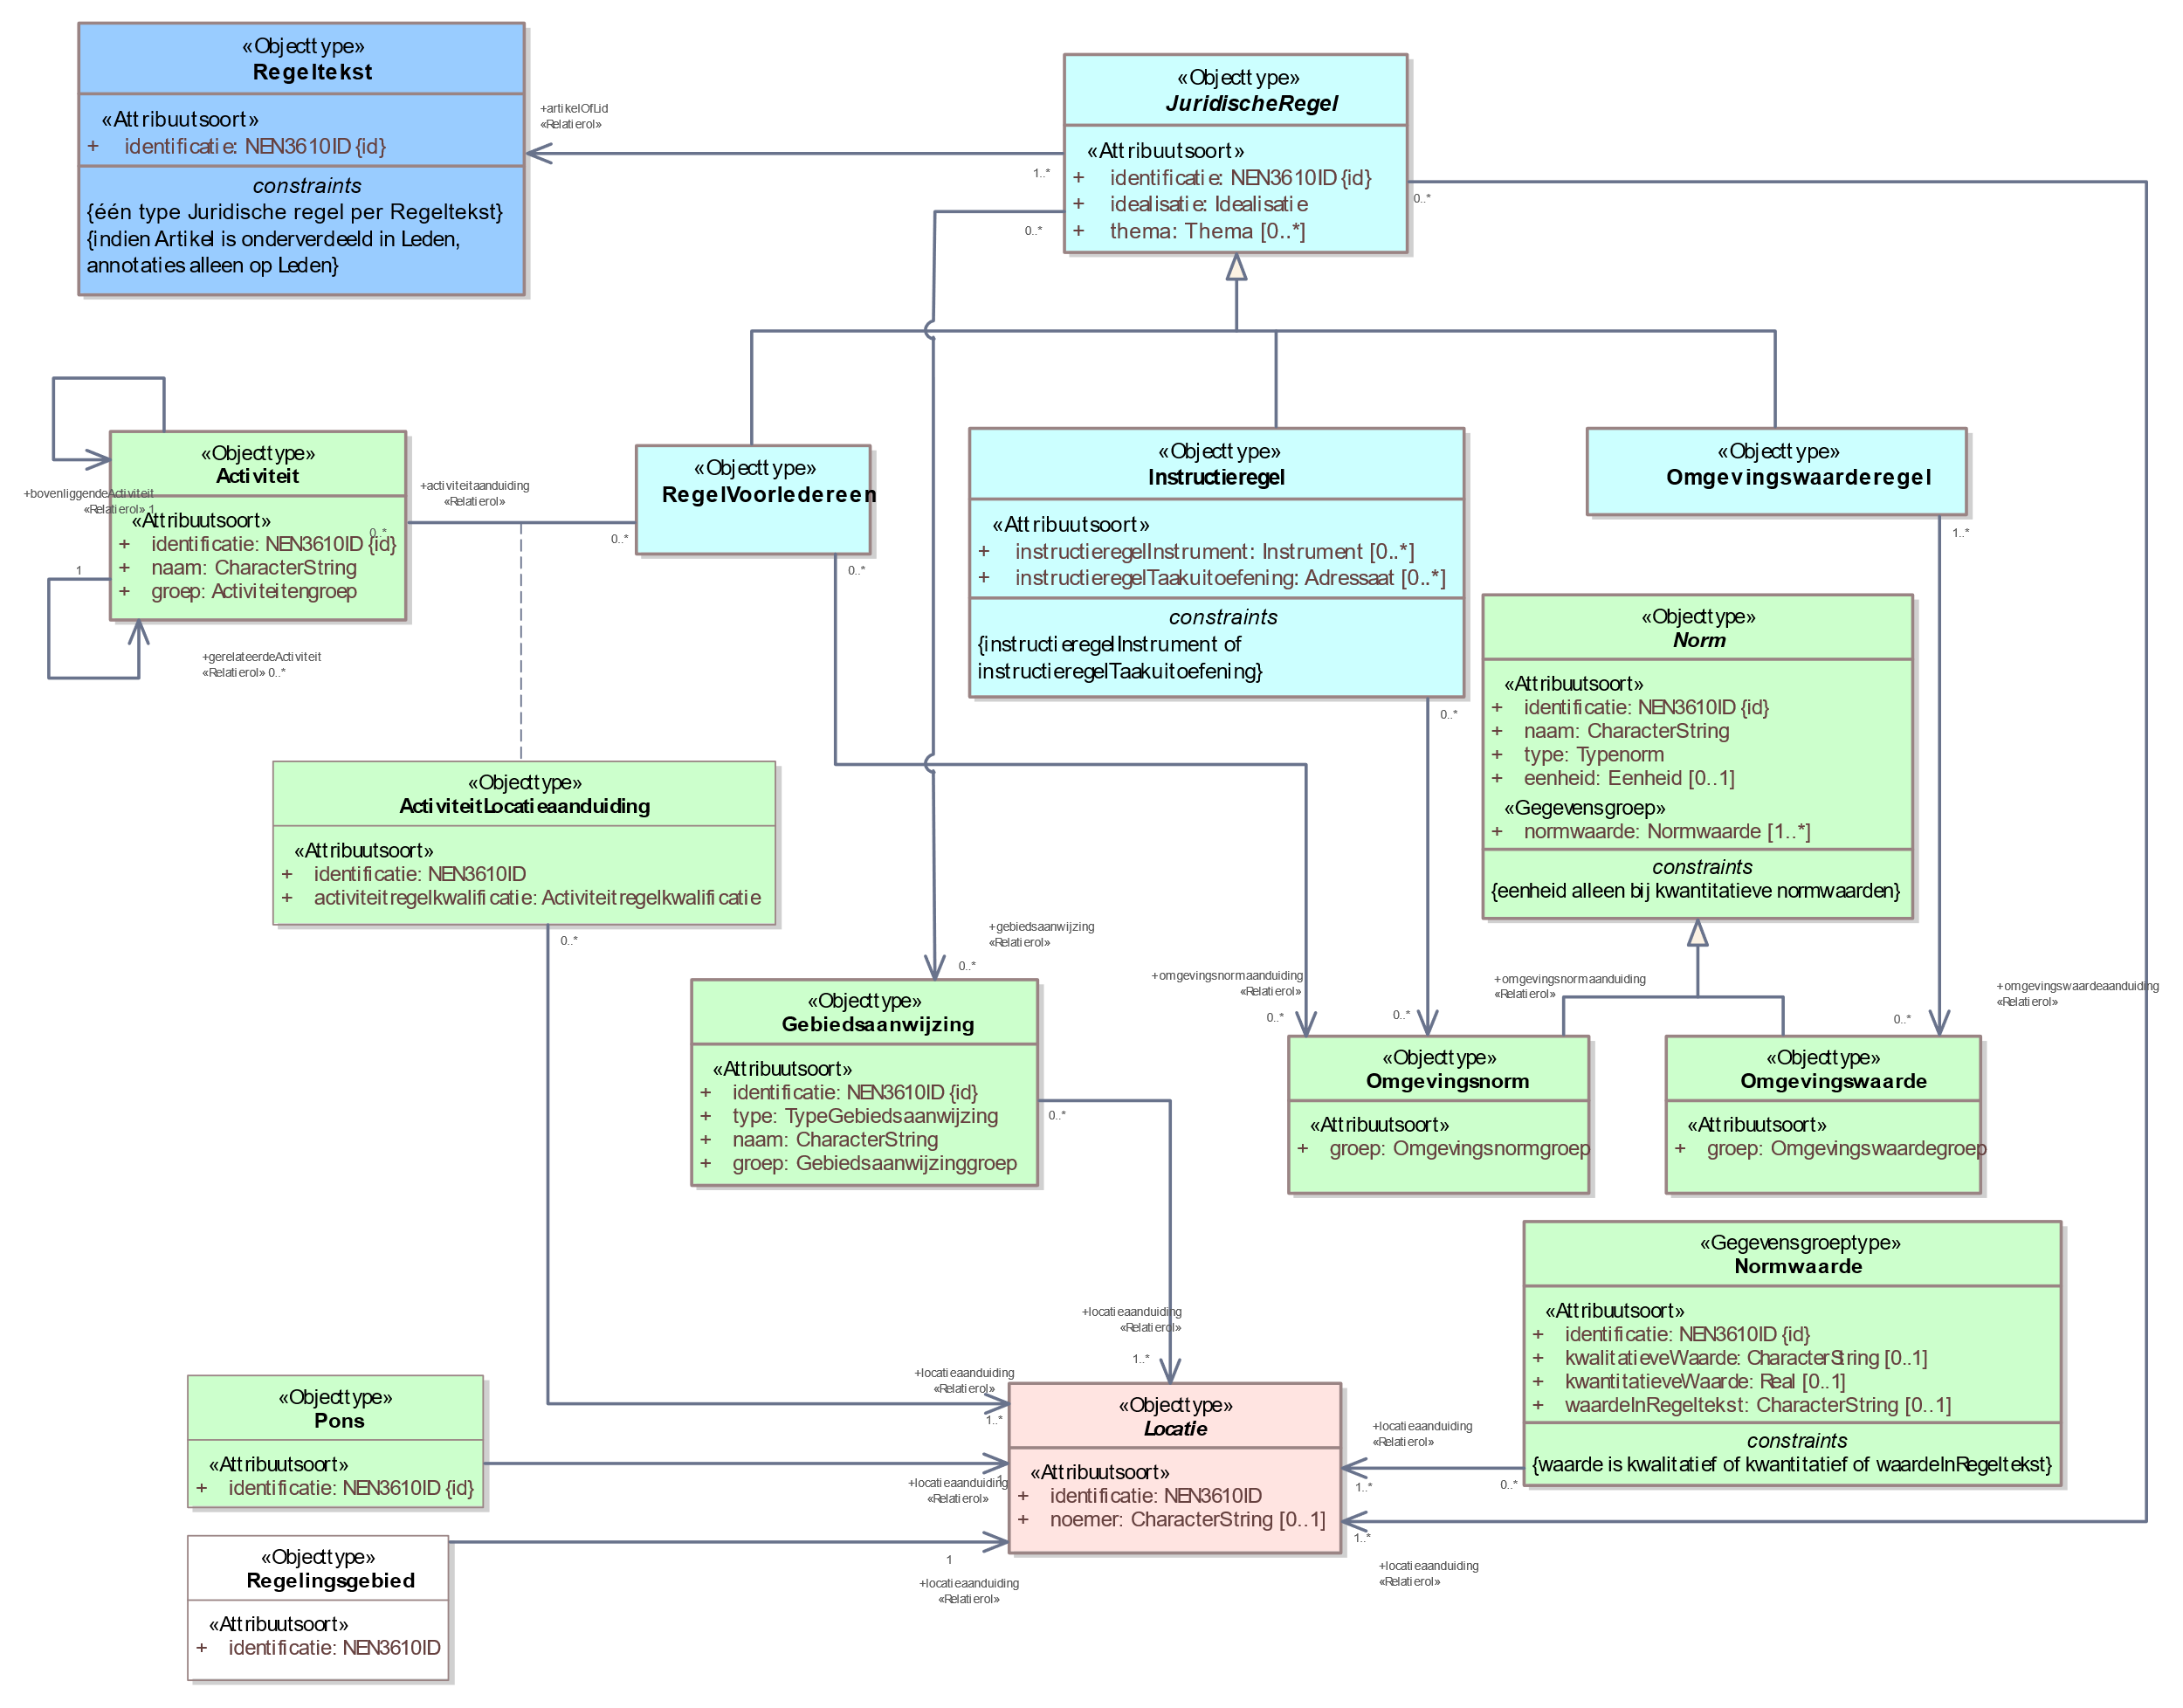 «Objecttype»
Regeltekst
«Attribuutsoort»
+ identificatie: NEN3610ID {id}
constraints
{één type Juridische regel per Regeltekst}
{indien Artikel is onderverdeeld in Leden,
annotaties alleen op Leden}
+artikelOfLid
«Relatierol»
1..*
«Objecttype»
JuridischeRegel
«Attribuutsoort»
+ identificatie: NEN3610ID {id}
+ idealisatie: Idealisatie
+ thema: Thema [0..*]
0..*
0..*
«Objecttype»
Activiteit
«Attribuutsoort»
+ identificatie: NEN3610ID {id}
+ naam: CharacterString
+ groep: Activiteitengroep
+bovenliggendeActiviteit
«Relatierol» 1
1
+gerelateerdeActiviteit
«Relatierol» 0..*
+activiteitaanduiding
«Relatierol»
0..*
0..*
«Objecttype»
RegelVoorIedereen
0..*
«Objecttype»
Instructieregel
«Attribuutsoort»
+ instructieregelInstrument: Instrument [0..*]
+ instructieregelTaakuitoefening: Adressaat [0..*]
constraints
{instructieregelInstrument of
instructieregelTaakuitoefening}
0..*
«Objecttype»
Omgevingswaarderegel
1..*
«Objecttype»
Norm
«Attribuutsoort»
+ identificatie: NEN3610ID {id}
+ naam: CharacterString
+ type: Typenorm
+ eenheid: Eenheid [0..1]
«Gegevensgroep»
+ normwaarde: Normwaarde [1..*]
constraints
{eenheid alleen bij kwantitatieve normwaarden}
«Objecttype»
ActiviteitLocatieaanduiding
«Attribuutsoort»
+ identificatie: NEN3610ID
+ activiteitregelkwalificatie: Activiteitregelkwalificatie
0..*
+gebiedsaanwijzing
«Relatierol»
0..*
+omgevingsnormaanduiding
«Relatierol»
0..*
0..*
+omgevingsnormaanduiding
«Relatierol»
+omgevingswaardeaanduiding
«Relatierol»
0..*
«Objecttype»
Gebiedsaanwijzing
«Attribuutsoort»
+ identificatie: NEN3610ID {id}
+ type: TypeGebiedsaanwijzing
+ naam: CharacterString
+ groep: Gebiedsaanwijzinggroep
0..*
«Objecttype»
Omgevingsnorm
«Attribuutsoort»
+ groep: Omgevingsnormgroep
«Objecttype»
Omgevingswaarde
«Attribuutsoort»
+ groep: Omgevingswaardegroep
«Gegevensgroeptype»
Normwaarde
«Attribuutsoort»
+ identificatie: NEN3610ID {id}
+ kwalitatieveWaarde: CharacterString [0..1]
+ kwantitatieveWaarde: Real [0..1]
+ waardeInRegeltekst: CharacterString [0..1]
constraints
{waarde is kwalitatief of kwantitatief of waardeInRegeltekst}
0..*
+locatieaanduiding
«Relatierol»
1..*
+locatieaanduiding
«Relatierol»
1..*
«Objecttype»
Pons
«Attribuutsoort»
+ identificatie: NEN3610ID {id}
+locatieaanduiding
«Relatierol»
1
«Objecttype»
Locatie
«Attribuutsoort»
+ identificatie: NEN3610ID
+ noemer: CharacterString [0..1]
+locatieaanduiding
«Relatierol»
1..*
1..*
+locatieaanduiding
«Relatierol»
«Objecttype»
Regelingsgebied
«Attribuutsoort»
+ identificatie: NEN3610ID
1
+locatieaanduiding
«Relatierol»